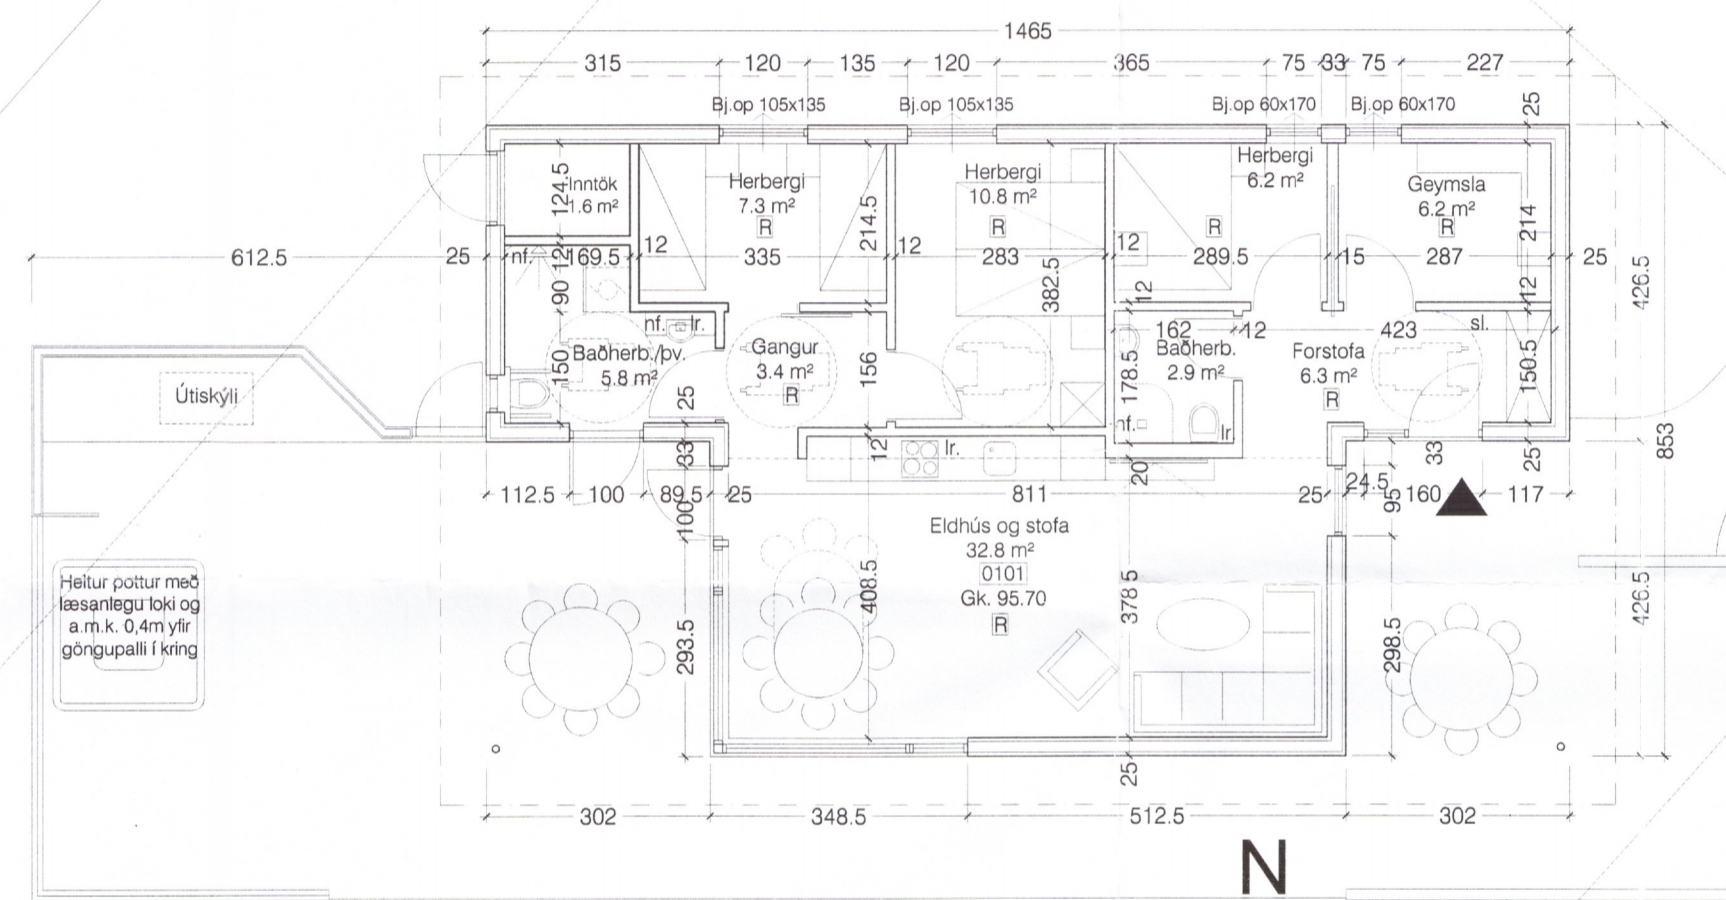 1465
315 120 135 120 365 75 33 75 227
Bj.op 105x135 Bj.op 105x135 Bj.op 60x170 Bj.op 60x170
25
Inntök
1.6 m²
124.5
Herbergi
7.3 m²
R
214.5
Herbergi
10.8 m²
R
Herbergi
6.2 m²
R
Geymsla
6.2 m²
R
214
612.5 25 nf. 12 169.5 12 335 12 283 12 289.5 15 287 25
426.5
90
382.5
12
12
nf. lr.
162 12 423 sl.
Baðherb./þv.
5.8 m²
150
Gangur
3.4 m²
R
156
Baðherb.
2.9 m²
178.5
Forstofa
6.3 m²
R
150.5
Útiskýli
25
nf.
lr
853
33
12
lr.
20
33
25
112.5 100 89.5 25 811 25 24.5 160 117
100
95
Eldhús og stofa
32.8 m²
0101
Gk. 95.70
R
408.5
378.5
293.5
298.5
426.5
Heitur pottur með
læsanlegu loki og
a.m.k. 0,4m yfir
göngupalli í kring
25
302 348.5 512.5 302
N